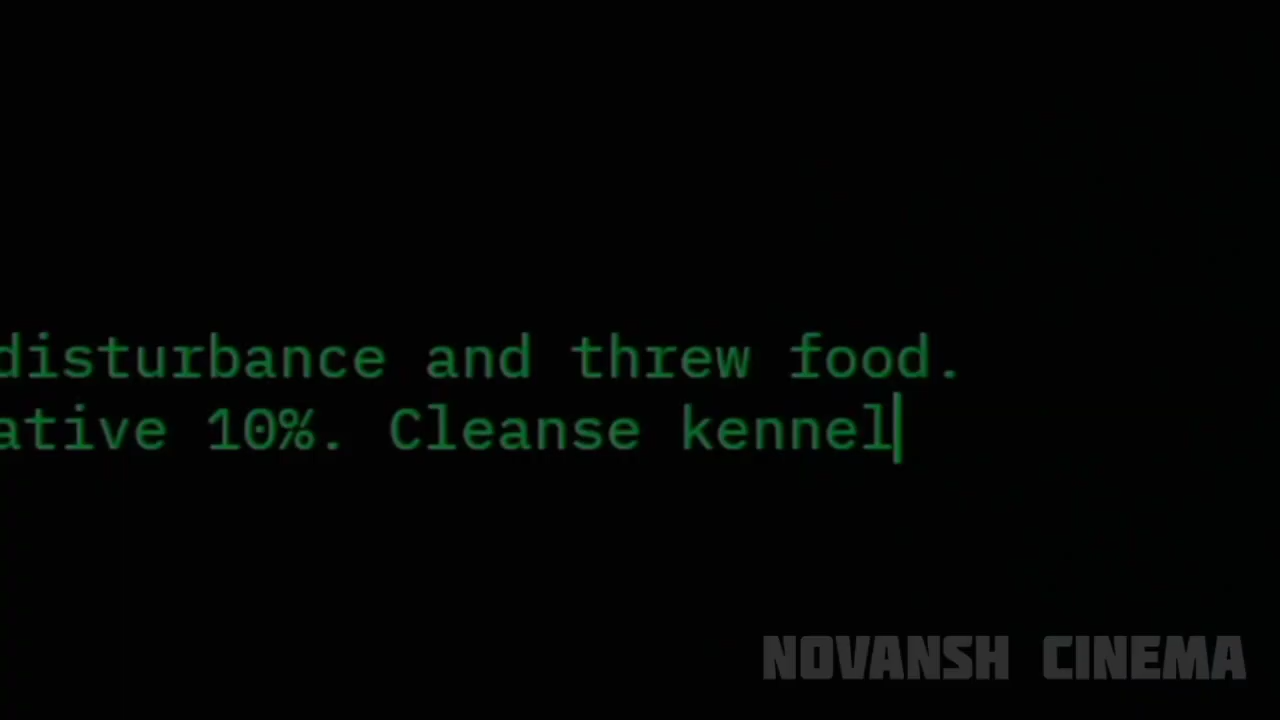 disturbance and threw food.
ative 10%. Cleanse kennel
NOVANSH CINEMA